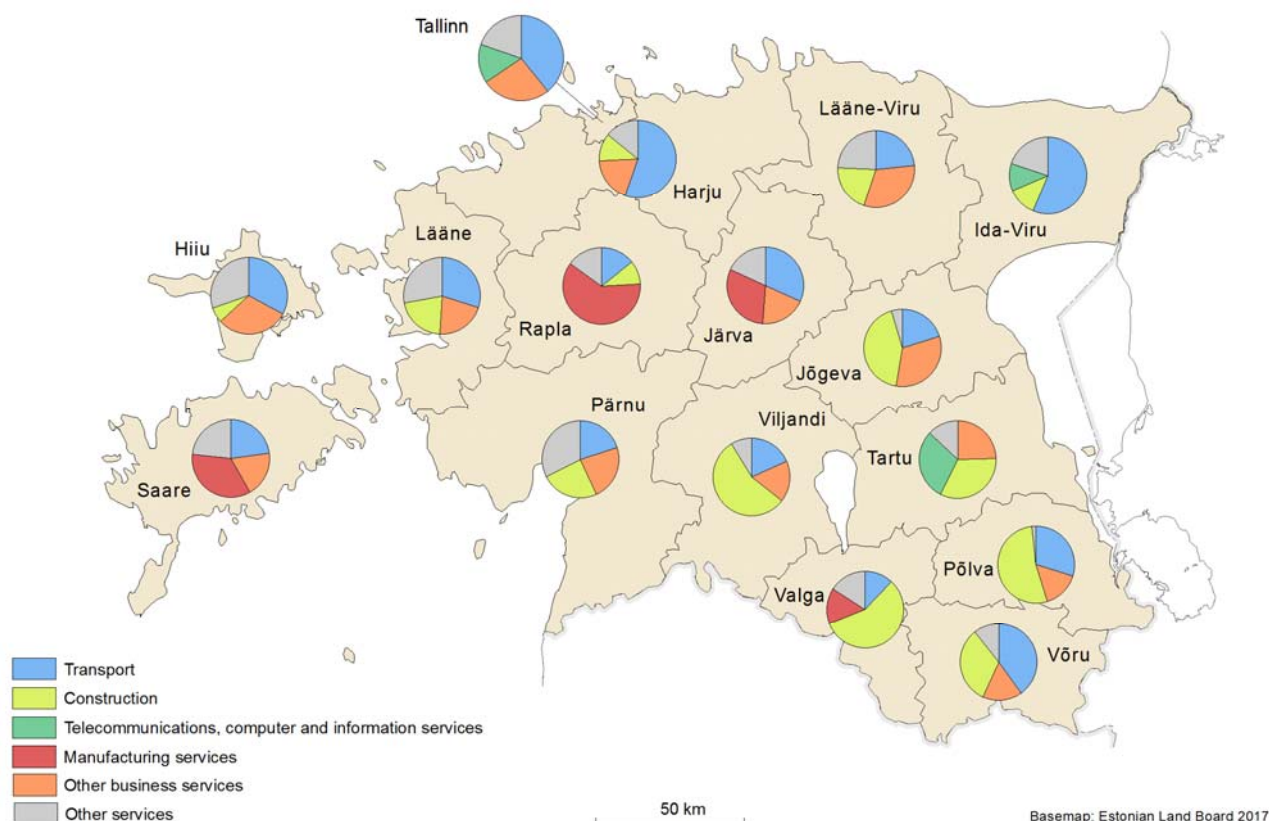 Tallinn
Lääne-Viru
Harju
Ida-Viru
Hiiu
Lääne
Rapla
Järva
Jõgeva
Pärnu
Viljandi
Tartu
Saare
Põlva
Valga
Võru
Transport
Construction
Telecommunications, computer and information services
Manufacturing services
Other business services
Other services
50 km
Basemap: Estonian Land Board 2017